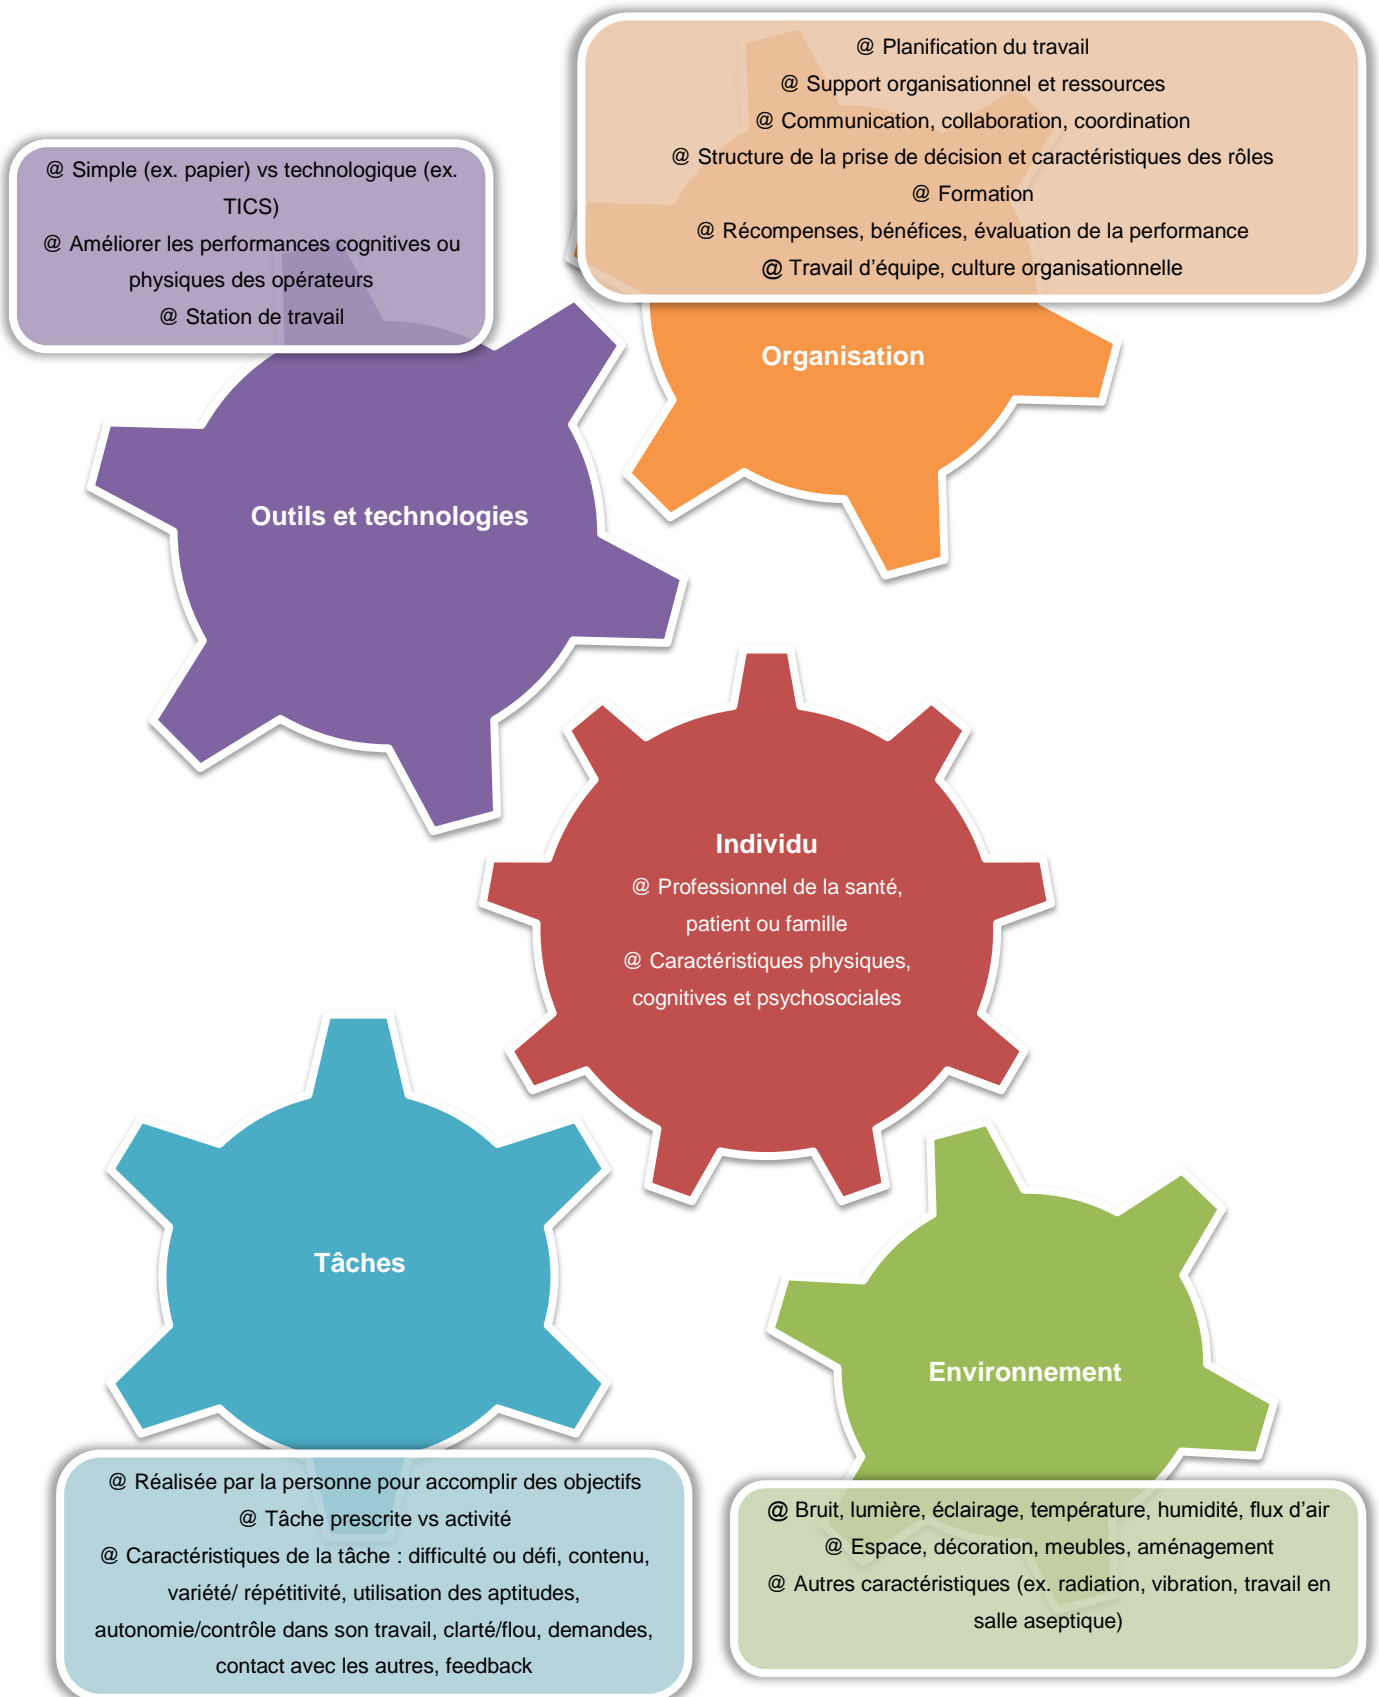 @ Planification du travail
@ Support organisationnel et ressources
@ Communication, collaboration, coordination
@ Structure de la prise de décision et caractéristiques des rôles
@ Formation
@ Récompenses, bénéfices, évaluation de la performance
@ Travail d'équipe, culture organisationnelle
Organisation
@ Simple (ex. papier) vs technologique (ex.
TICS)
@ Améliorer les performances cognitives ou
physiques des opérateurs
@ Station de travail
Outils et technologies
Individu
@ Professionnel de la santé,
patient ou famille
@ Caractéristiques physiques,
cognitives et psychosociales
Tâches
@ Réalisée par la personne pour accomplir des objectifs
@ Tâche prescrite vs activité
@ Caractéristiques de la tâche : difficulté ou défi, contenu,
variété/ répétitivité, utilisation des aptitudes,
autonomie/contrôle dans son travail, clarté/flou, demandes,
contact avec les autres, feedback
Environnement
@ Bruit, lumière, éclairage, température, humidité, flux d'air
@ Espace, décoration, meubles, aménagement
@ Autres caractéristiques (ex. radiation, vibration, travail en
salle aseptique)